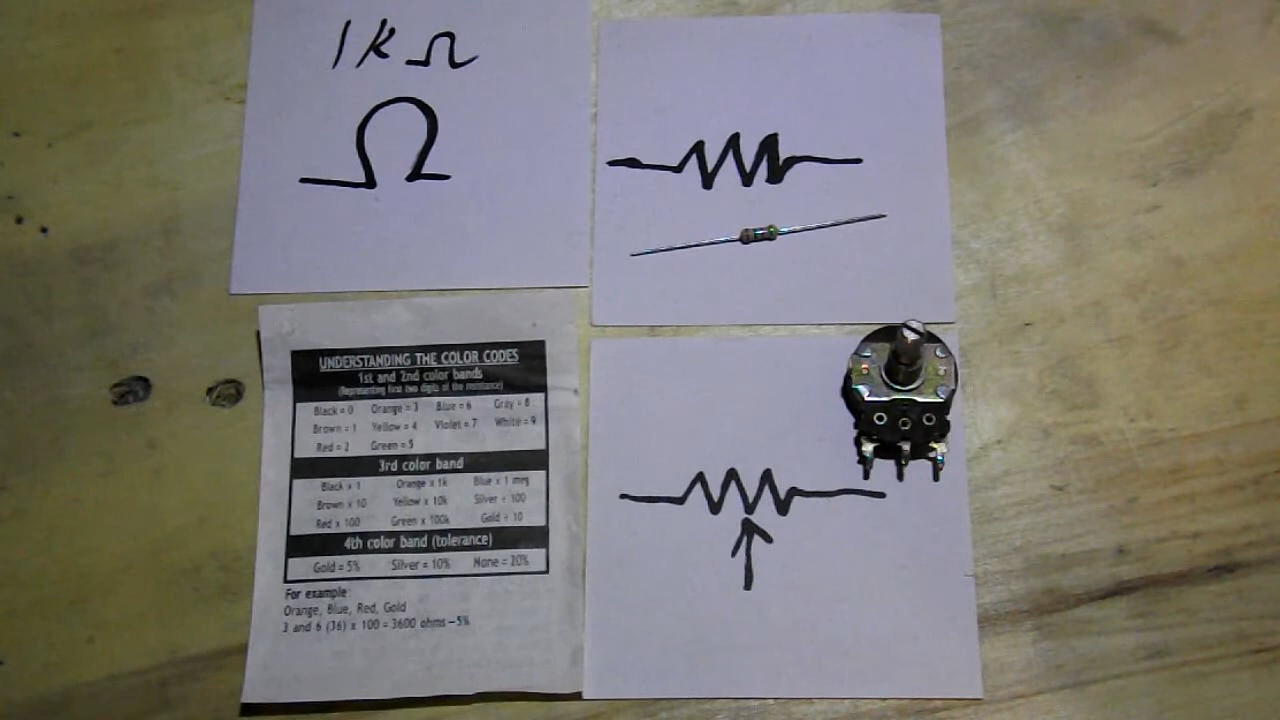 1kΩ
Ω
UNDERSTANDING THE COLOR CODES
1st and 2nd color bands
(Representing first two digits of the resistance)
Black = 0 Orange = 3 Blue = 6 Gray = 8
Brown = 1 Yellow = 4 Violet = 7 White = 9
Red = 2 Green = 5
3rd color band
Black x 1 Orange x 1k Blue x 1 meg
Brown x 10 Yellow x 10k Silver ÷ 100
Red x 100 Green x 100k Gold ÷ 10
4th color band (tolerance)
Gold = 5% Silver = 10% None = 20%
For example:
Orange, Blue, Red, Gold
3 and 6 (36) x 100 = 3600 ohms –5%